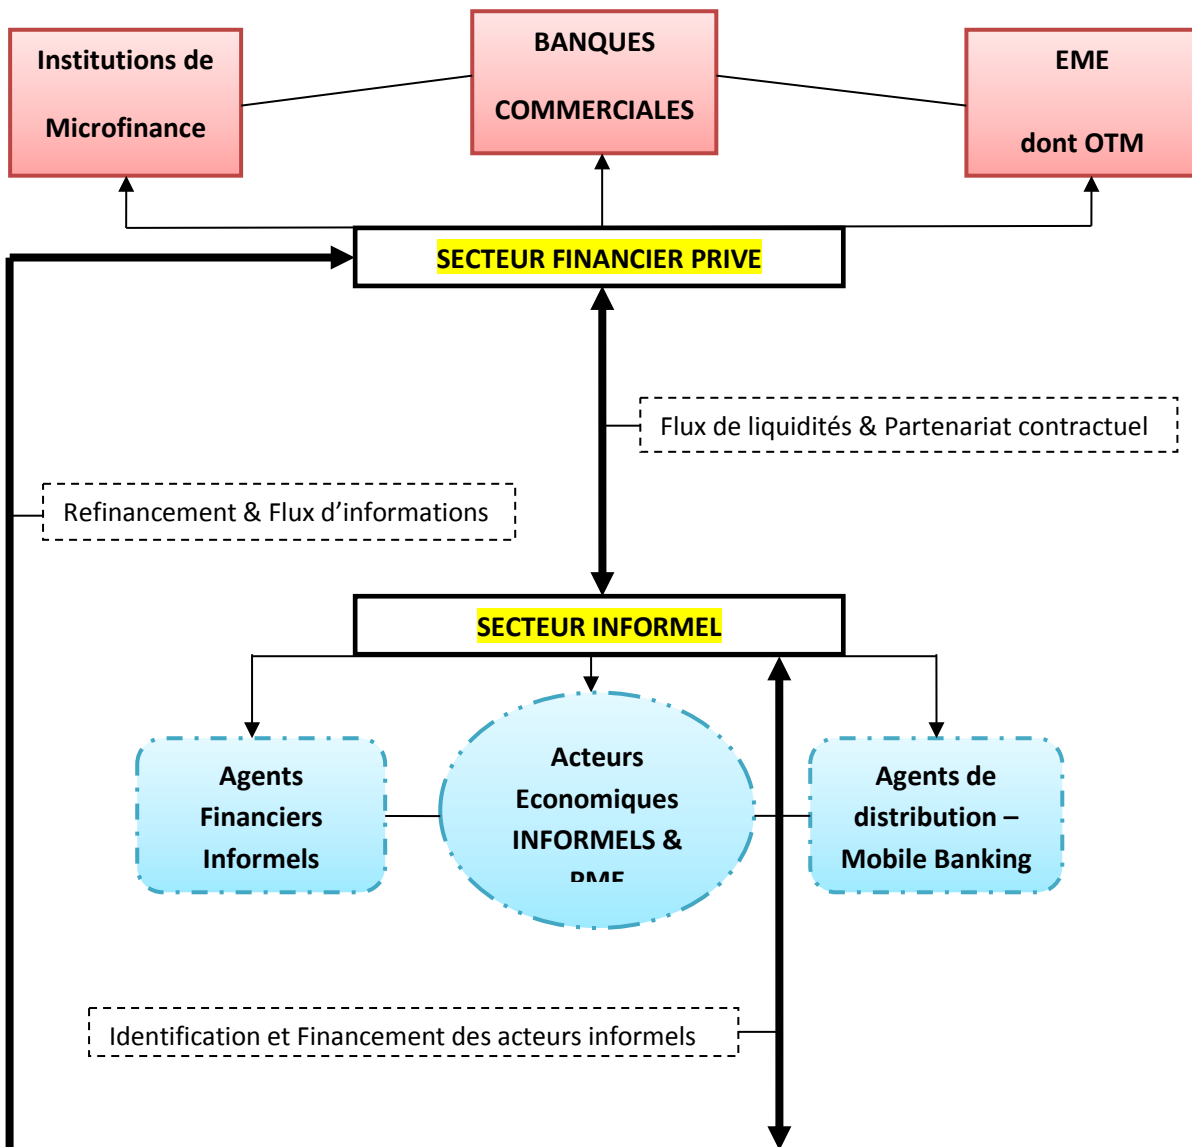 Institutions de
Microfinance
BANQUES
COMMERCIALES
EME
dont OTM
SECTEUR FINANCIER PRIVE
Flux de liquidités & Partenariat contractuel
Refinancement & Flux d’informations
SECTEUR INFORMEL
Agents
Financiers
Informels
Acteurs
Economiques
INFORMELS &
Agents de
distribution –
Mobile Banking
Identification et Financement des acteurs informels